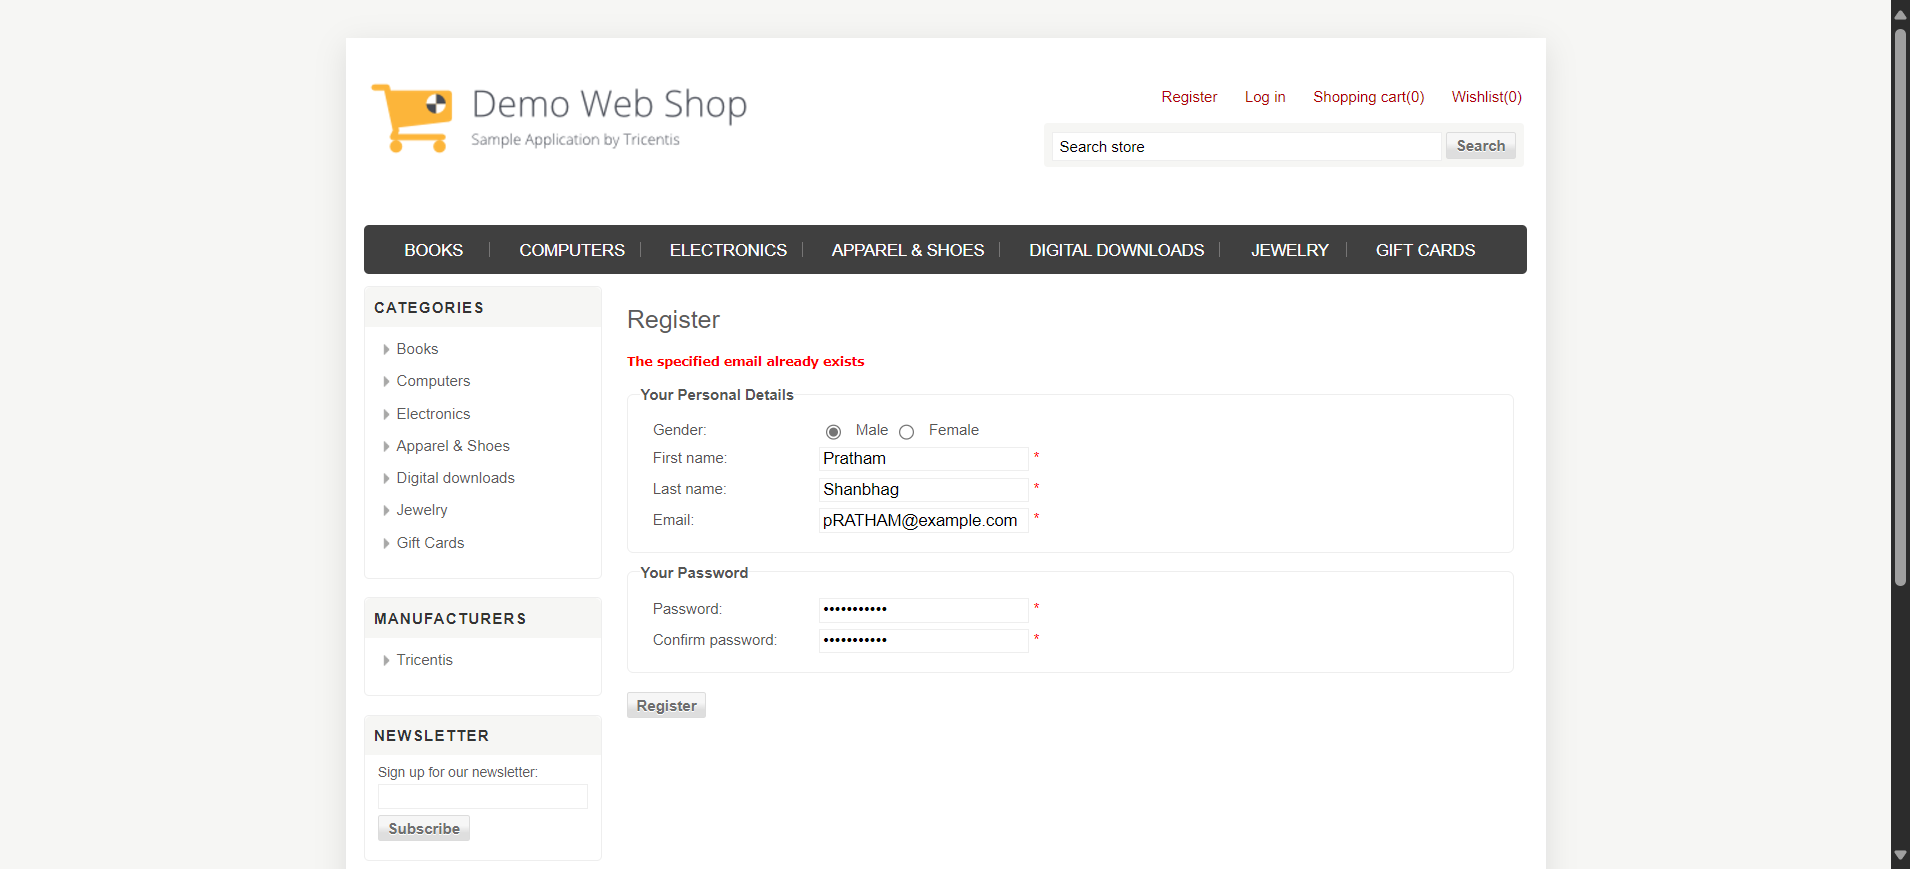 Demo Web Shop
Sample Application by Tricentis
Register Log in Shopping cart(0) Wishlist(0)
Search store Search
BOOKS COMPUTERS ELECTRONICS APPAREL & SHOES DIGITAL DOWNLOADS JEWELRY GIFT CARDS
CATEGORIES
Books
Computers
Electronics
Apparel & Shoes
Digital downloads
Jewelry
Gift Cards
MANUFACTURERS
Tricentis
NEWSLETTER
Sign up for our newsletter:
Subscribe
Register
The specified email already exists
Your Personal Details
Gender: Male Female
First name: Pratham *
Last name: Shanbhag *
Email: pRATHAM@example.com *
Your Password
Password: ••••••••••• *
Confirm password: ••••••••••• *
Register